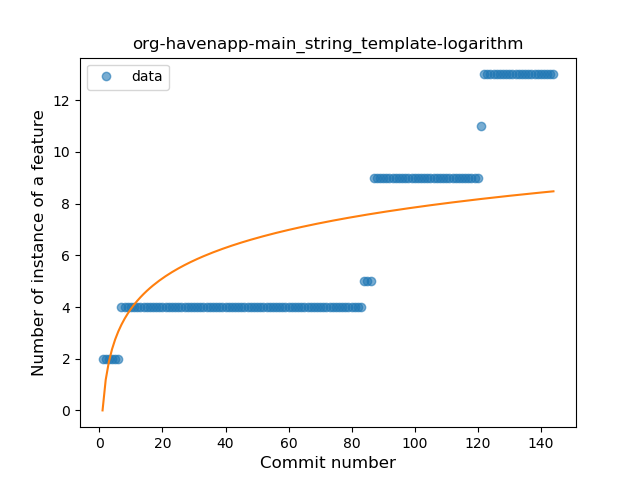 org-havenapp-main_string_template-logarithm
data
Number of instance of a feature
12
10
8
6
4
2
0
0 20 40 60 80 100 120 140
Commit number